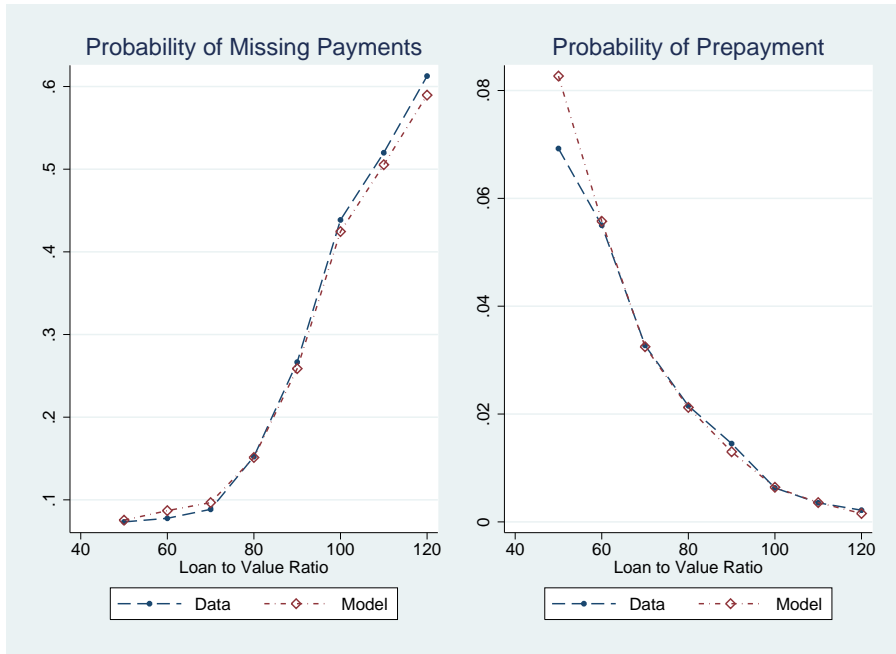 Probability of Missing Payments
.6
.5
.4
.3
.2
.1
40 60 80 100 120
Loan to Value Ratio
Data Model
Probability of Prepayment
.08
.06
.04
.02
0
40 60 80 100 120
Loan to Value Ratio
Data Model